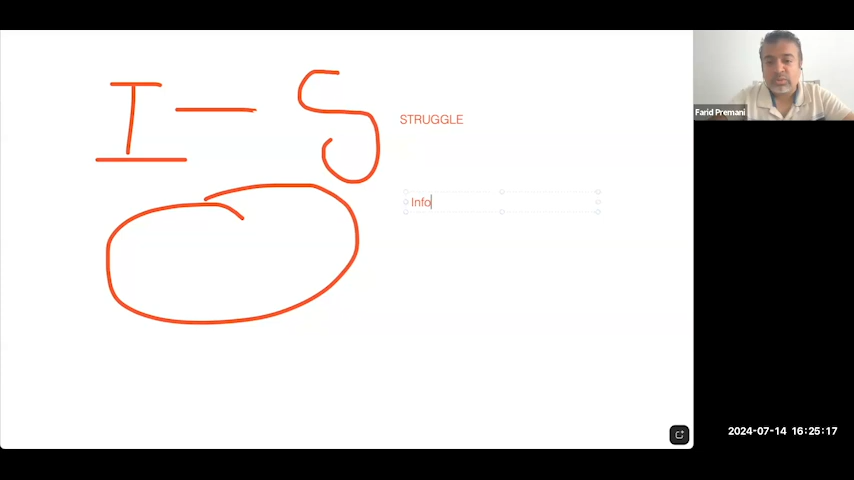 I — S
STRUGGLE
Info
Farid Premani
2024-07-14 16:25:17